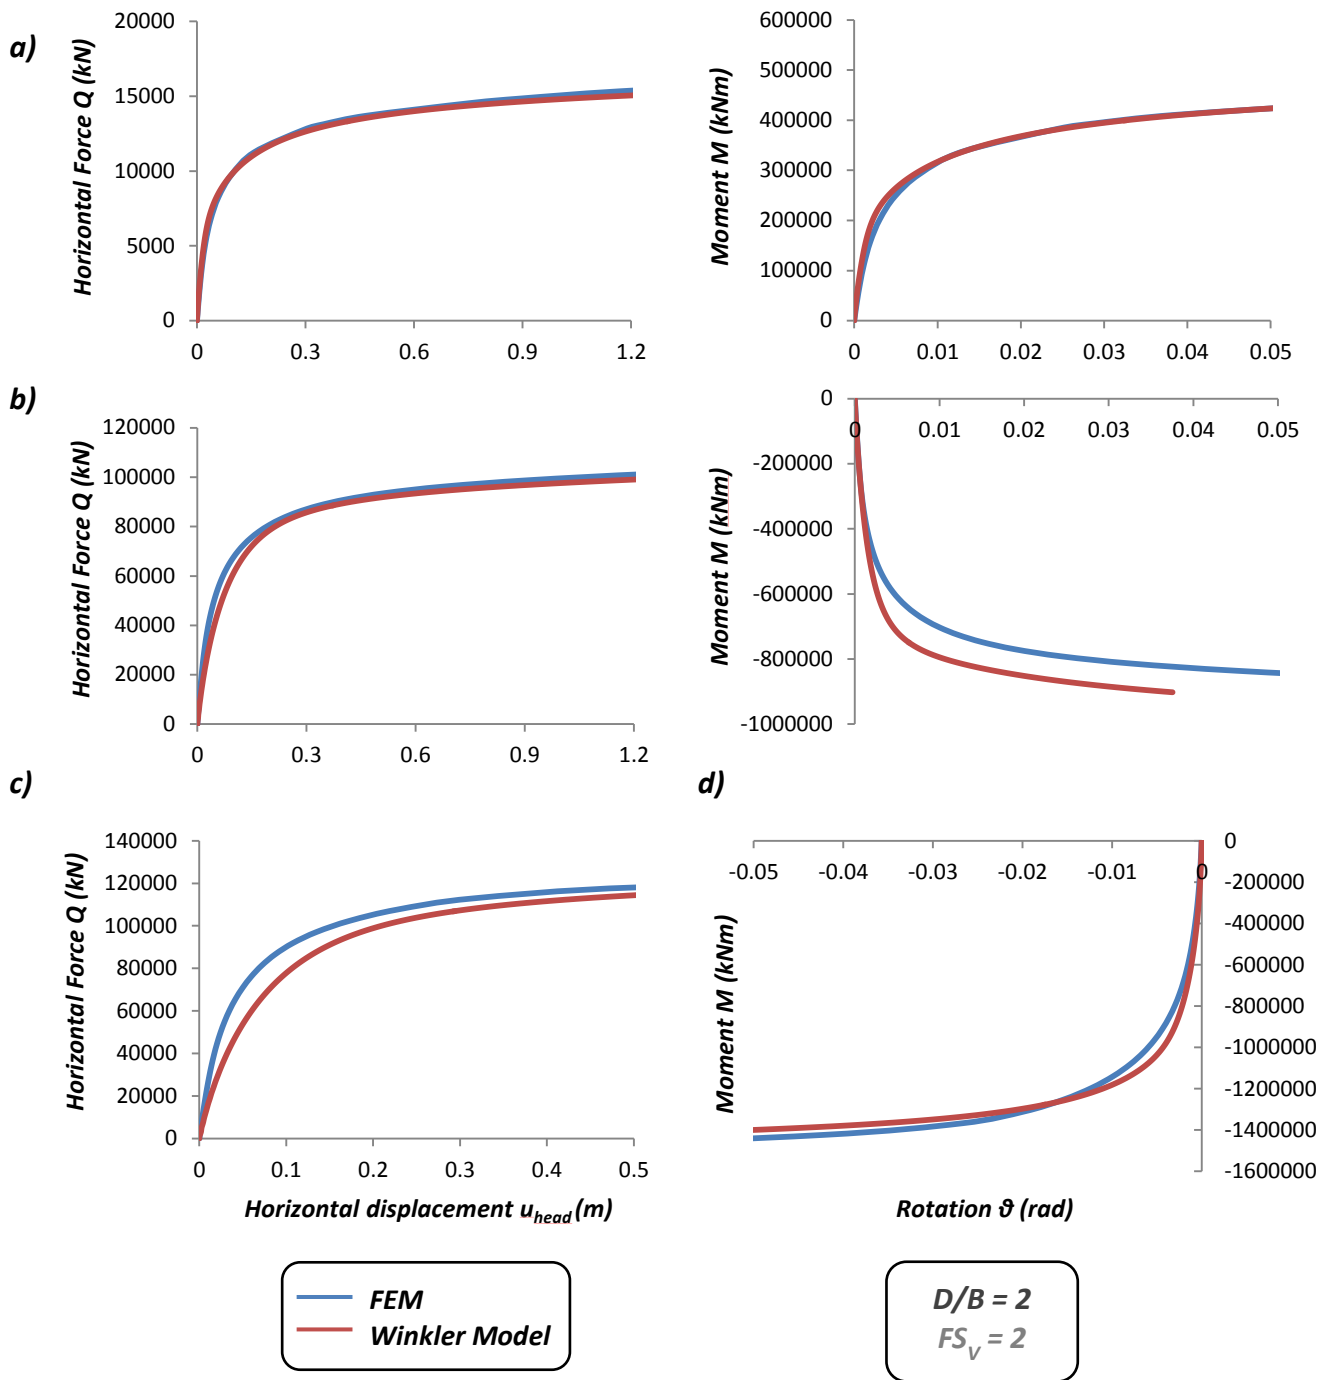 a)
Horizontal Force Q (kN)
20000
15000
10000
5000
0
0 0.3 0.6 0.9 1.2
Moment M (kNm)
600000
500000
400000
300000
200000
100000
0
0 0.01 0.02 0.03 0.04 0.05
b)
Horizontal Force Q (kN)
120000
100000
80000
60000
40000
20000
0
0 0.3 0.6 0.9 1.2
Moment M (kNm)
0
0 0.01 0.02 0.03 0.04 0.05
-200000
-400000
-600000
-800000
-1000000
c)
Horizontal Force Q (kN)
140000
120000
100000
80000
60000
40000
20000
0
0 0.1 0.2 0.3 0.4 0.5
Horizontal displacement u_head (m)
d)
Moment M (kNm)
-0.05 -0.04 -0.03 -0.02 -0.01 0
0
-200000
-400000
-600000
-800000
-1000000
-1200000
-1400000
-1600000
Rotation ϑ (rad)
FEM
Winkler Model
D/B = 2
FS_V = 2